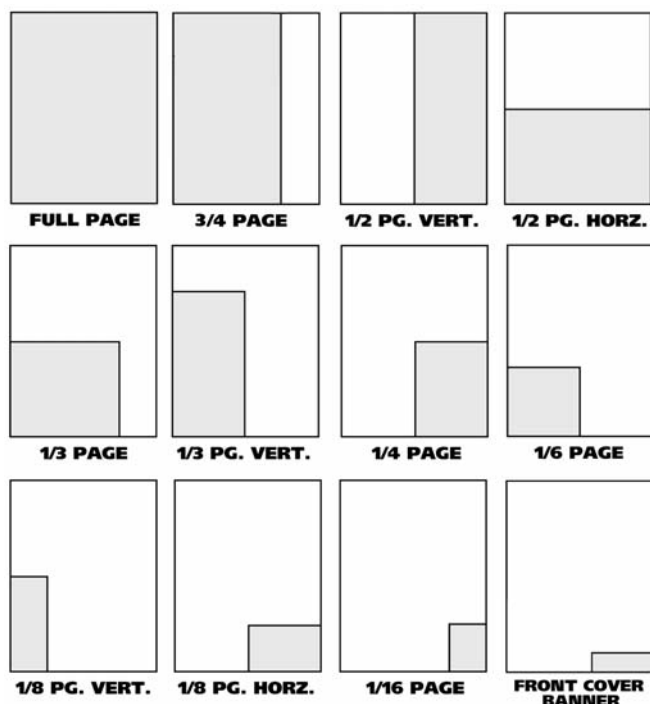 FULL PAGE
3/4 PAGE
1/2 PG. VERT.
1/2 PG. HORZ.
1/3 PAGE
1/3 PG. VERT.
1/4 PAGE
1/6 PAGE
1/8 PG. VERT.
1/8 PG. HORZ.
1/16 PAGE
FRONT COVER
BANNER